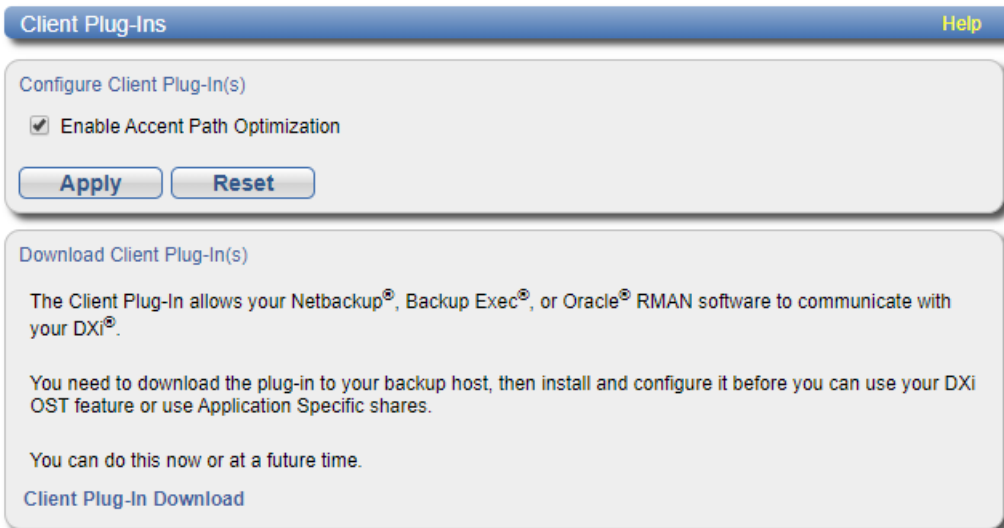 Client Plug-Ins
Help
Configure Client Plug-In(s)
Enable Accent Path Optimization
Apply
Reset
Download Client Plug-In(s)
The Client Plug-In allows your Netbackup®, Backup Exec®, or Oracle® RMAN software to communicate with
your DXi®.
You need to download the plug-in to your backup host, then install and configure it before you can use your DXi
OST feature or use Application Specific shares.
You can do this now or at a future time.
Client Plug-In Download